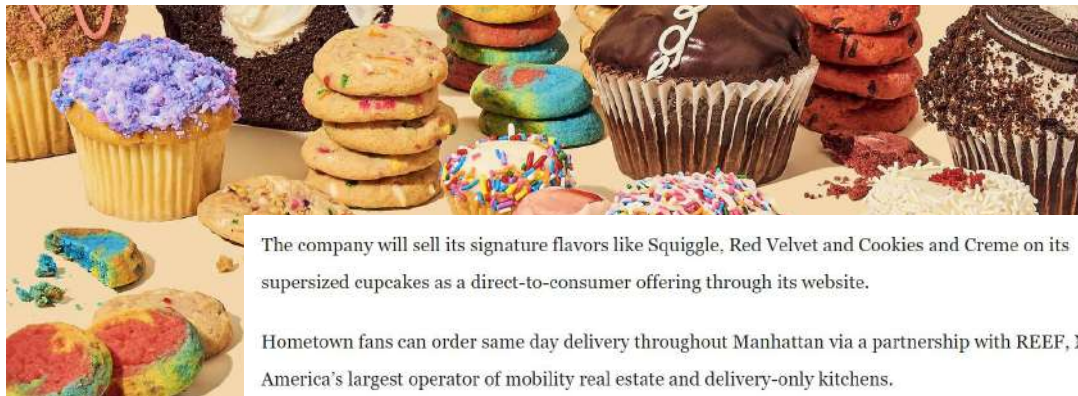 The company will sell its signature flavors like Squiggle, Red Velvet and Cookies and Creme on its
supersized cupcakes as a direct-to-consumer offering through its website.
Hometown fans can order same day delivery throughout Manhattan via a partnership with REEF,
America’s largest operator of mobility real estate and delivery-only kitchens.